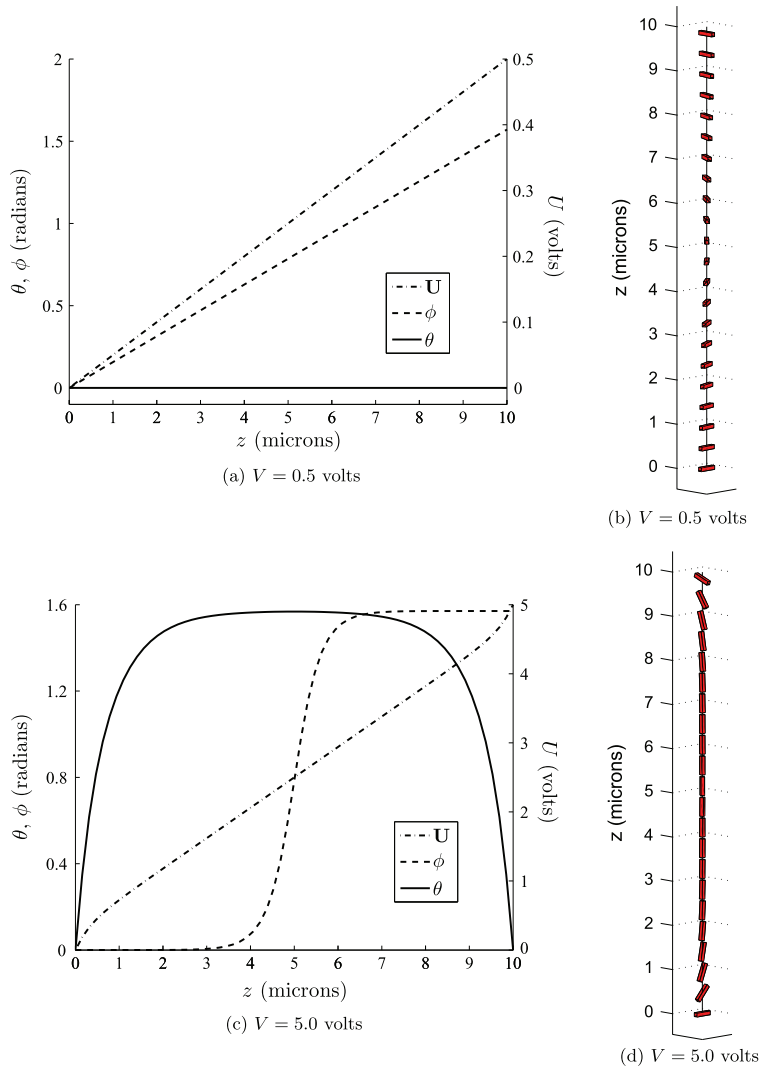 2
1.5
1
0.5
0
θ, ϕ (radians)
0.5
0.4
0.3
0.2
0.1
0
U (volts)
U
ϕ
θ
0 1 2 3 4 5 6 7 8 9 10
z (microns)
(a) V = 0.5 volts
10
9
8
7
6
5
4
3
2
1
0
z (microns)
(b) V = 0.5 volts
1.6
1.2
0.8
0.4
0
θ, ϕ (radians)
5
4
3
2
1
0
U (volts)
U
ϕ
θ
0 1 2 3 4 5 6 7 8 9 10
z (microns)
(c) V = 5.0 volts
10
9
8
7
6
5
4
3
2
1
0
z (microns)
(d) V = 5.0 volts